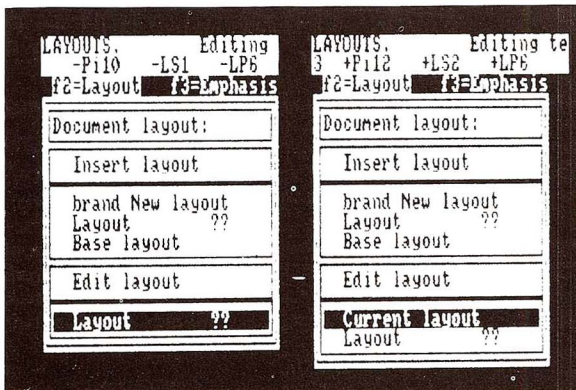 LAYOUTS. Editing
-Pi10 -LS1 -LP6
f2=Layout f3=Emphasis
Document layout:
Insert layout
brand New layout
Layout ??
Base layout
Edit layout
Layout ??
LAYOUTS. Editing te
3 +Pi12 +LS2 +LP6
f2=Layout f3=Emphasis
Document layout:
Insert layout
brand New layout
Layout ??
Base layout
Edit layout
Current layout
Layout ??